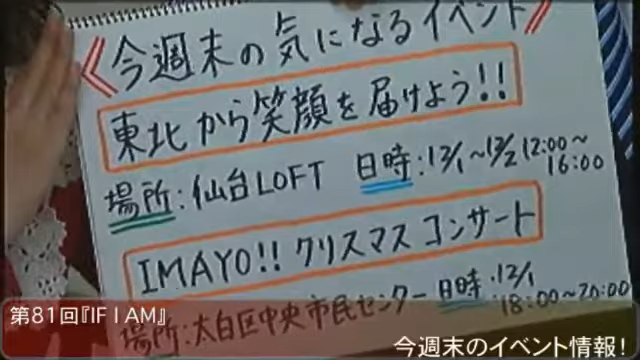 《今週末の気になるイベント》
東北から笑顔を届けよう!!
場所:仙台LOFT 日時:12/1~12/2 12:00~
16:00
IMAYO!! クリスマス コンサート
場所:太白区中央市民センター 日時:12/1
18:00~20:00
第81回『IF I AM』
今週末のイベント情報!